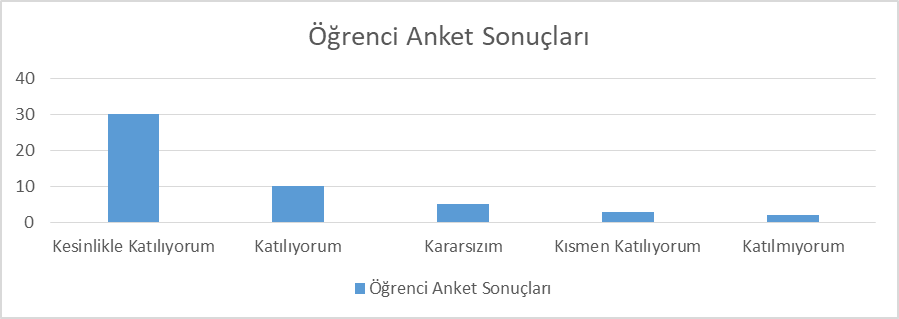 Öğrenci Anket Sonuçları
40
30
20
10
0
Kesinlikle Katılıyorum Katılıyorum Kararsızım Kısmen Katılıyorum Katılmıyorum
Öğrenci Anket Sonuçları